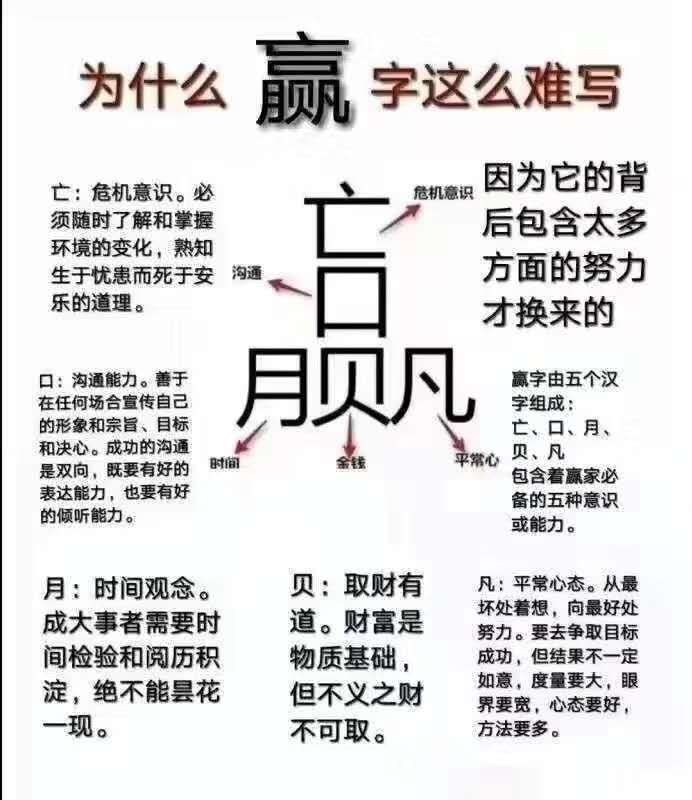 为什么 赢 字这么难写
亡：危机意识。必
须随时了解和掌握
环境的变化，熟知
生于忧患而死于安
乐的道理。
亡
危机意识
沟通
口
因为它的背
后包含太多
方面的努力
才换来的
月贝凡
时间
金钱
平常心
口：沟通能力。善于
在任何场合宣传自己
的形象和宗旨、目标
和决心。成功的沟通
是双向，既要有好的
表达能力，也要有好
的倾听能力。
赢字由五个汉
字组成：
亡、口、月、
贝、凡
包含着赢家必
备的五种意识
或能力。
月：时间观念。
成大事者需要时
间检验和阅历积
淀，绝不能昙花
一现。
贝：取财有
道。财富是
物质基础，
但不义之财
不可取。
凡：平常心态。从最
坏处着想，向最好处
努力。要去争取目标
成功，但结果不一定
如意，度量要大，眼
界要宽，心态要好，
方法要多。